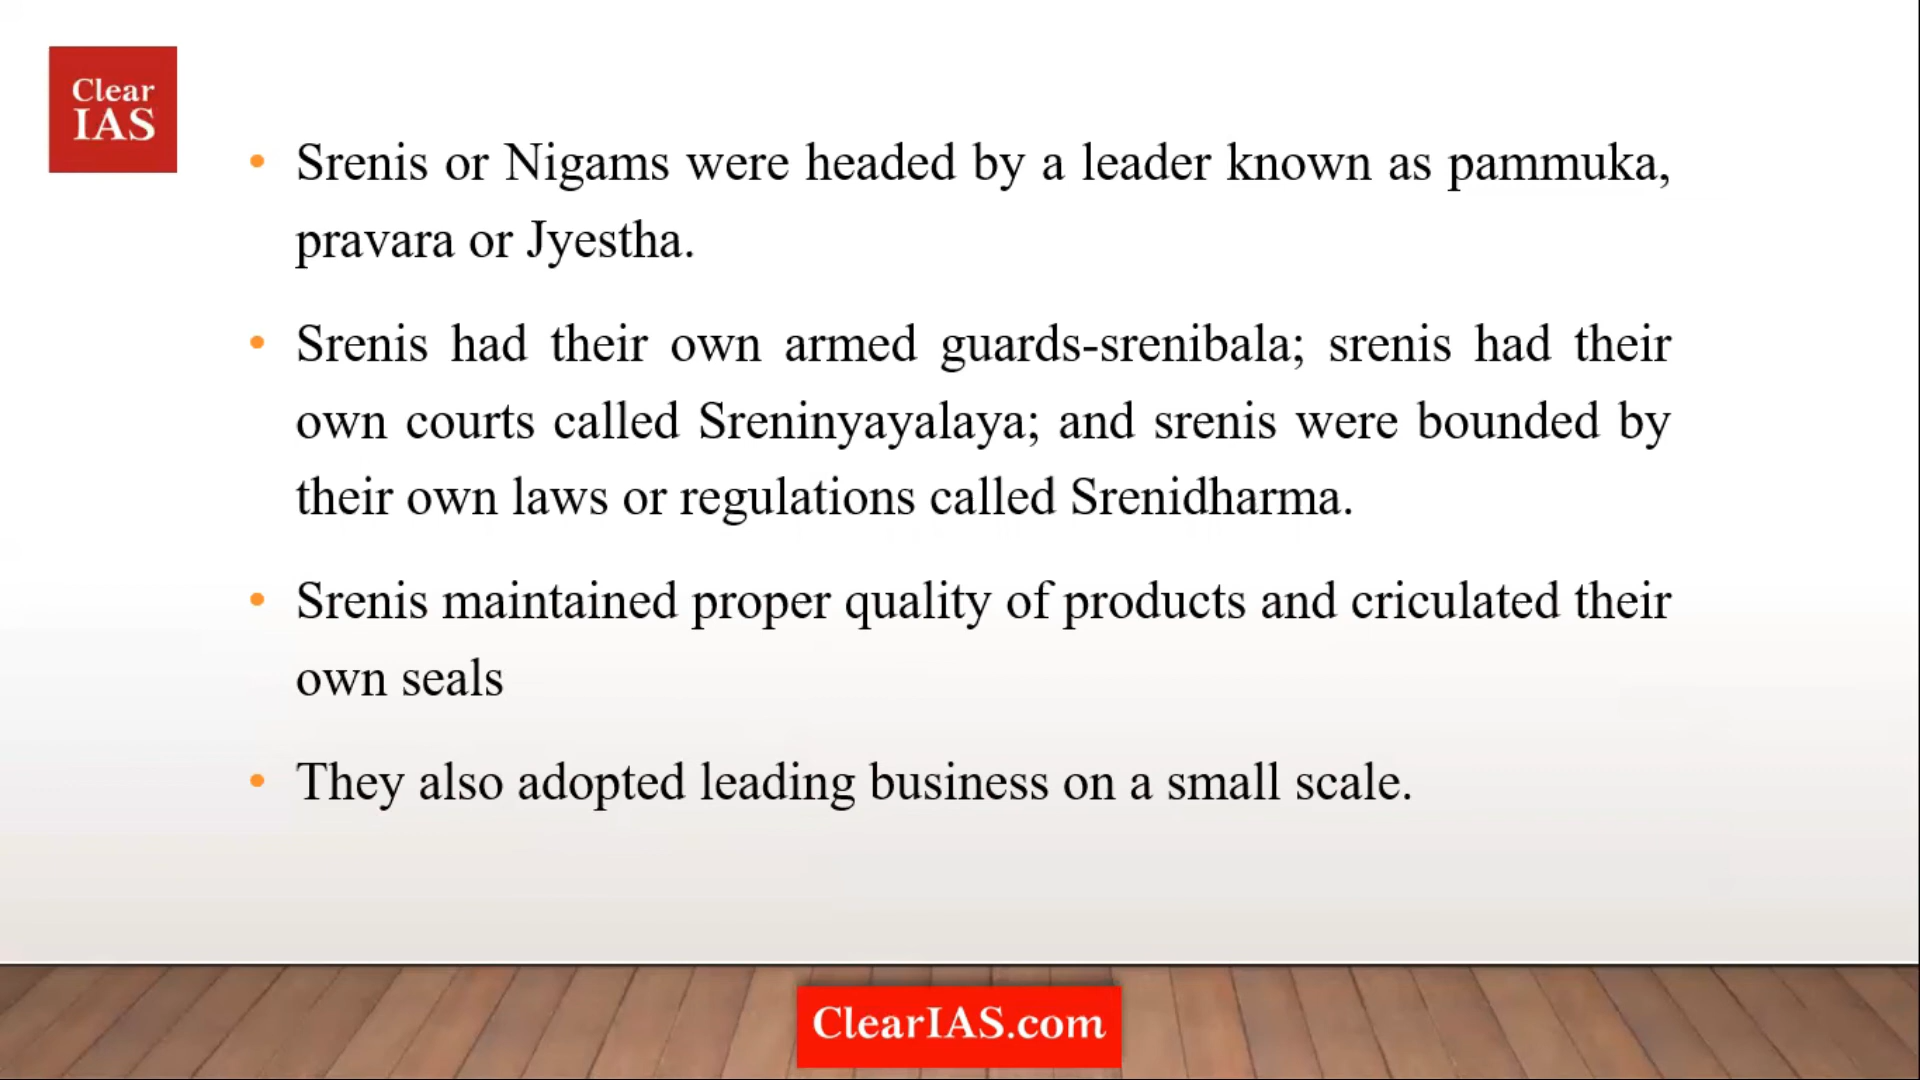 Clear
IAS
• Srenis or Nigams were headed by a leader known as pammuka,
pravara or Jyestha.
• Srenis had their own armed guards-srenibala; srenis had their
own courts called Sreninyayalaya; and srenis were bounded by
their own laws or regulations called Srenidharma.
• Srenis maintained proper quality of products and criculated their
own seals
• They also adopted leading business on a small scale.
ClearIAS.com